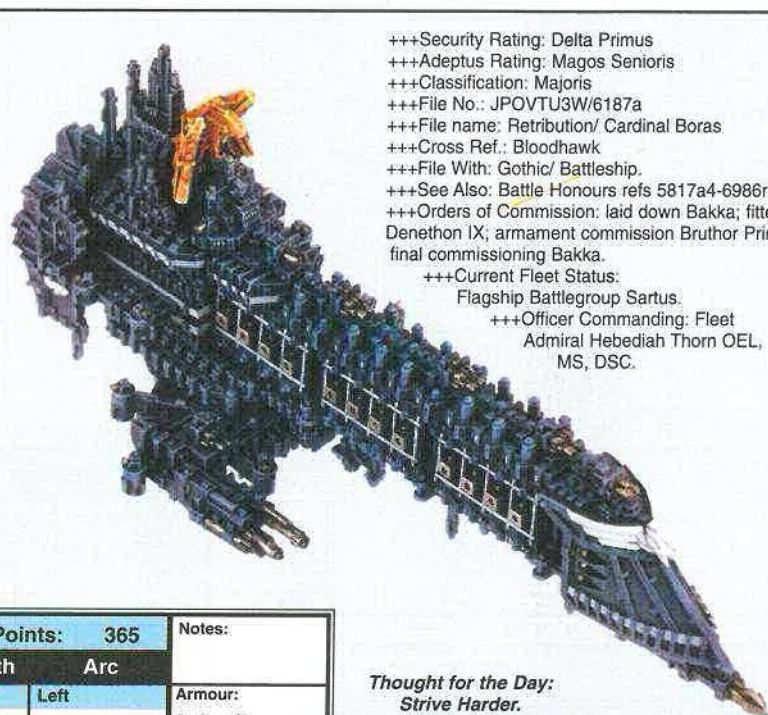 +++Security Rating: Delta Primus
+++Adeptus Rating: Magos Senioris
+++Classification: Majoris
+++File No.: JPOVTU3W/6187a
+++File name: Retribution/ Cardinal Boras
+++Cross Ref.: Bloodhawk
+++File With: Gothic/ Battleship.
+++See Also: Battle Honours refs 5817a4-6986r
+++Orders of Commission: laid down Bakka; fitte
Denethon IX; armament commission Bruthor Pri
final commissioning Bakka.
+++Current Fleet Status:
Flagship Battlegroup Sartus.
+++Officer Commanding: Fleet
Admiral Hebediah Thorn OEL,
MS, DSC.
Points: 365 Notes:
th Arc
Left Armour:
Thought for the Day:
Strive Harder.